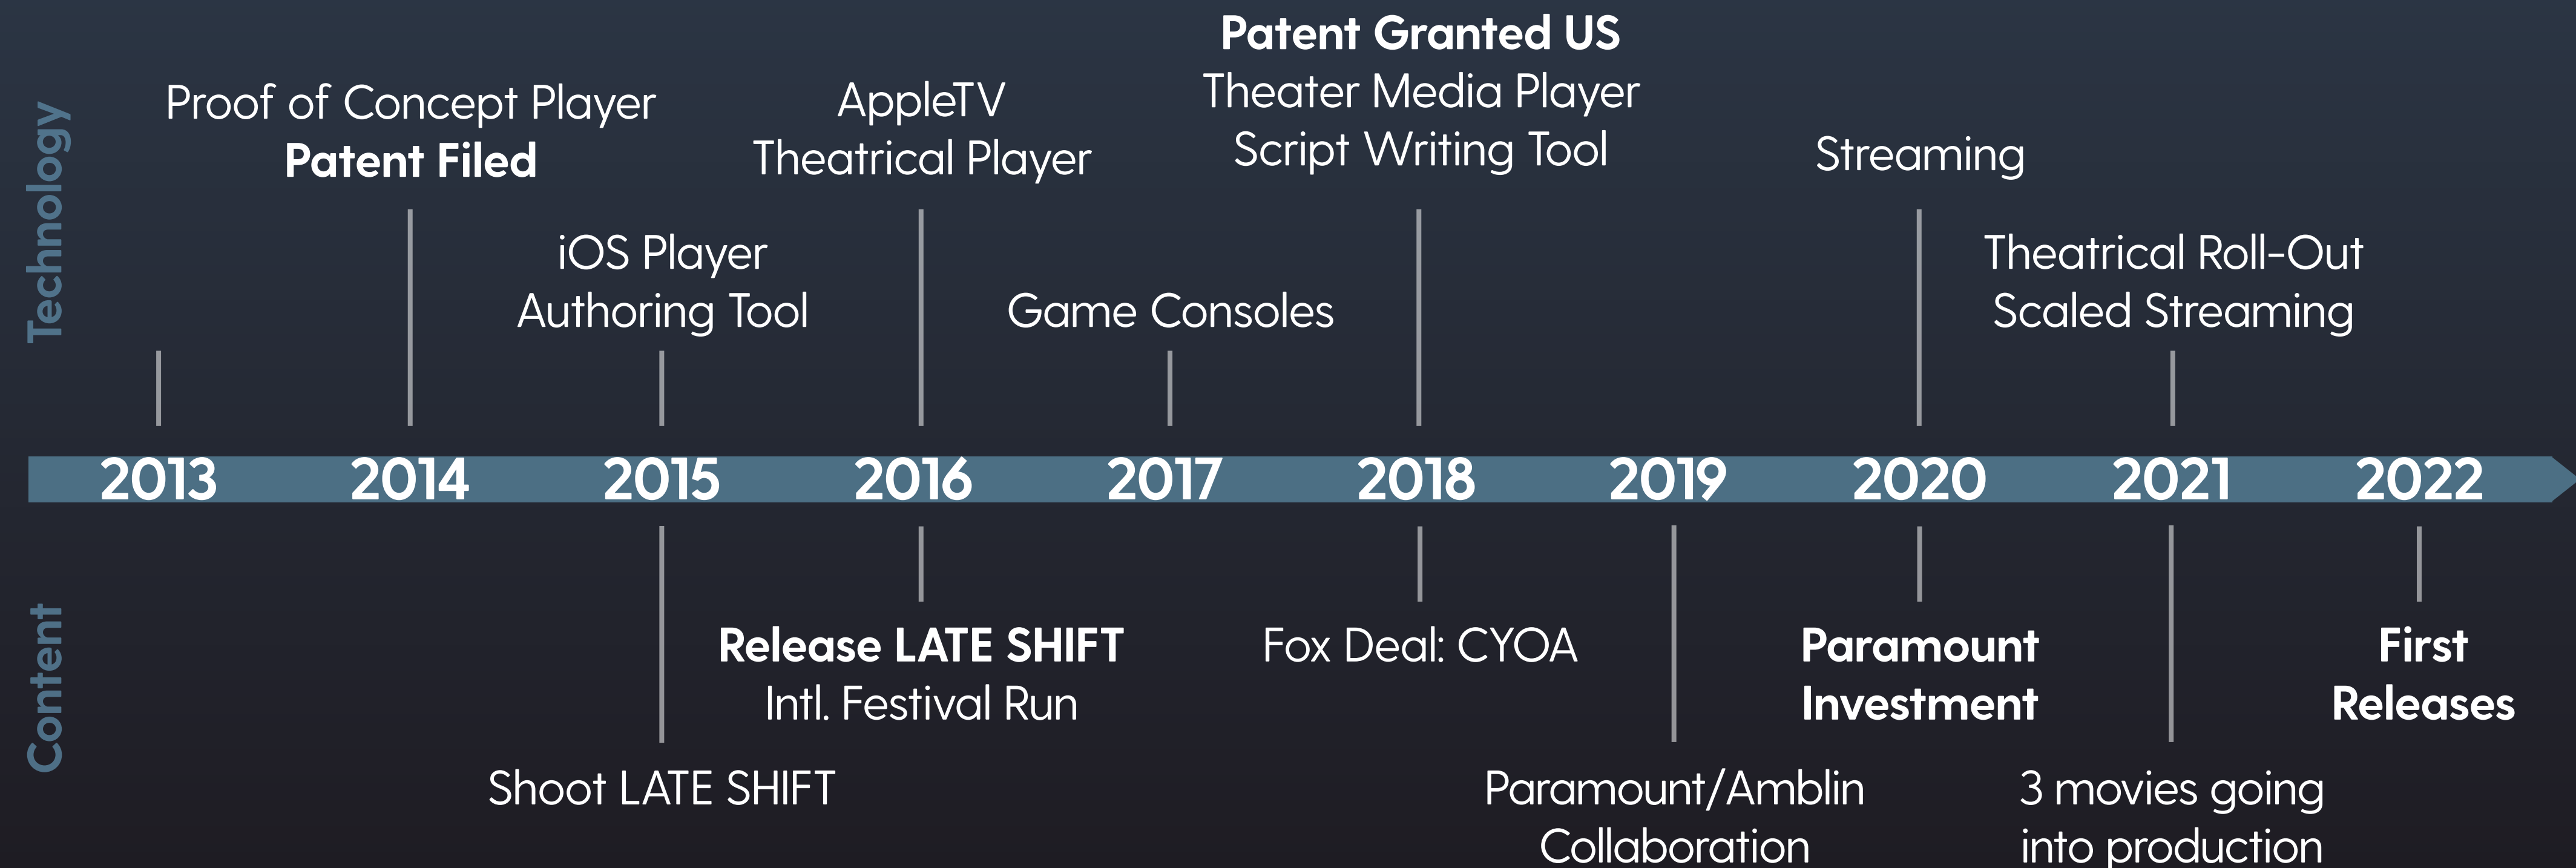 Technology
Proof of Concept Player
Patent Filed
iOS Player
Authoring Tool
AppleTV
Theatrical Player
Game Consoles
Patent Granted US
Theater Media Player
Script Writing Tool
Streaming
Theatrical Roll-Out
Scaled Streaming
2013 2014 2015 2016 2017 2018 2019 2020 2021 2022
Content
Shoot LATE SHIFT
Release LATE SHIFT
Intl. Festival Run
Fox Deal: CYOA
Paramount/Amblin
Collaboration
Paramount
Investment
3 movies going
into production
First
Releases